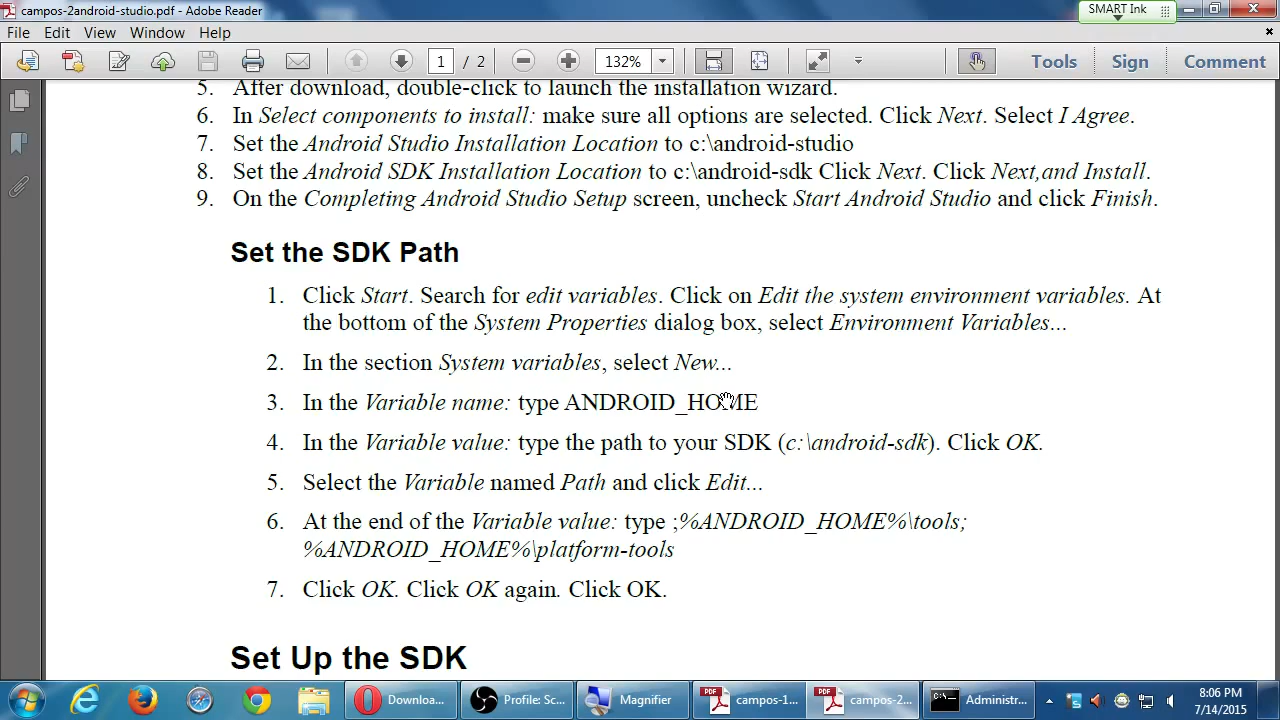 campos-2android-studio.pdf - Adobe Reader
SMART Ink
File Edit View Window Help
1 / 2 132% Tools Sign Comment
5. After download, double-click to launch the installation wizard.
6. In Select components to install: make sure all options are selected. Click Next. Select I Agree.
7. Set the Android Studio Installation Location to c:\android-studio
8. Set the Android SDK Installation Location to c:\android-sdk Click Next. Click Next,and Install.
9. On the Completing Android Studio Setup screen, uncheck Start Android Studio and click Finish.
Set the SDK Path
1. Click Start. Search for edit variables. Click on Edit the system environment variables. At
the bottom of the System Properties dialog box, select Environment Variables...
2. In the section System variables, select New...
3. In the Variable name: type ANDROID_HOME
4. In the Variable value: type the path to your SDK (c:\android-sdk). Click OK.
5. Select the Variable named Path and click Edit...
6. At the end of the Variable value: type ;%ANDROID_HOME%\tools;
%ANDROID_HOME%\platform-tools
7. Click OK. Click OK again. Click OK.
Set Up the SDK
Downloa... Profile: Sc... Magnifier campos-1... campos-2... Administr...
8:06 PM
7/14/2015